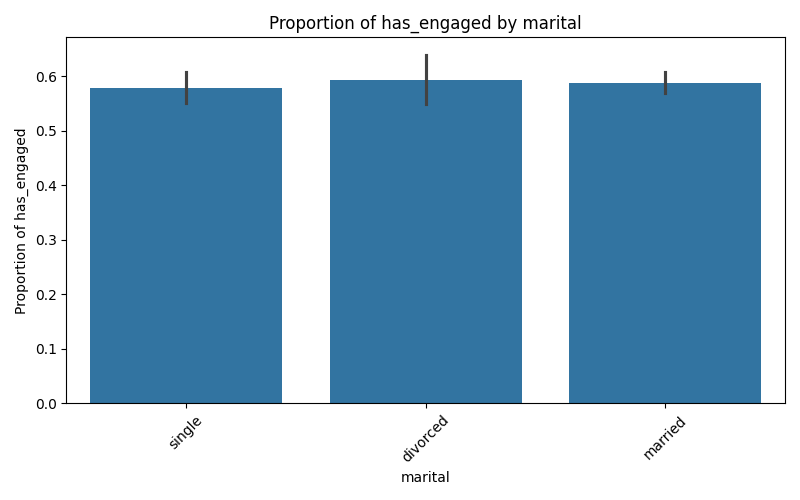 Proportion of has_engaged by marital
Proportion of has_engaged
0.6
0.5
0.4
0.3
0.2
0.1
0.0
single
divorced
married
marital